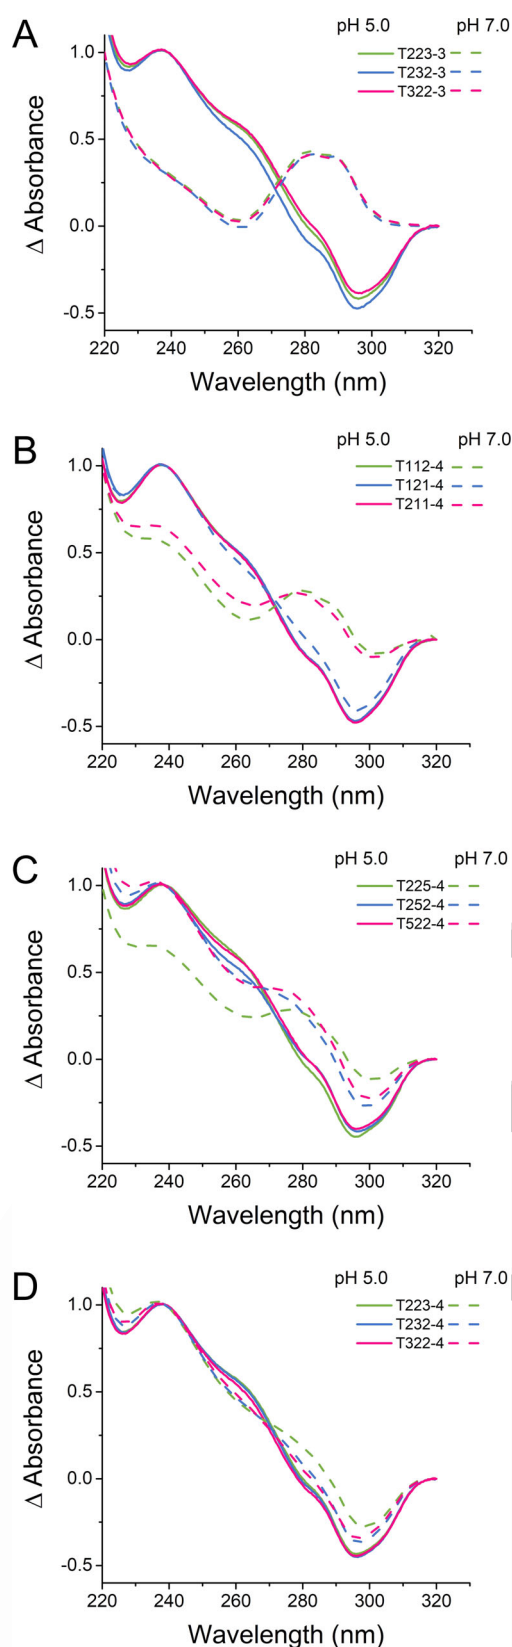 A
pH 5.0 pH 7.0
T223-3
T232-3
T322-3
1.0
0.5
0.0
-0.5
Δ Absorbance
220 240 260 280 300 320
Wavelength (nm)
B
pH 5.0 pH 7.0
T112-4
T121-4
T211-4
1.0
0.5
0.0
-0.5
Δ Absorbance
220 240 260 280 300 320
Wavelength (nm)
C
pH 5.0 pH 7.0
T225-4
T252-4
T522-4
1.0
0.5
0.0
-0.5
Δ Absorbance
220 240 260 280 300 320
Wavelength (nm)
D
pH 5.0 pH 7.0
T223-4
T232-4
T322-4
1.0
0.5
0.0
-0.5
Δ Absorbance
220 240 260 280 300 320
Wavelength (nm)